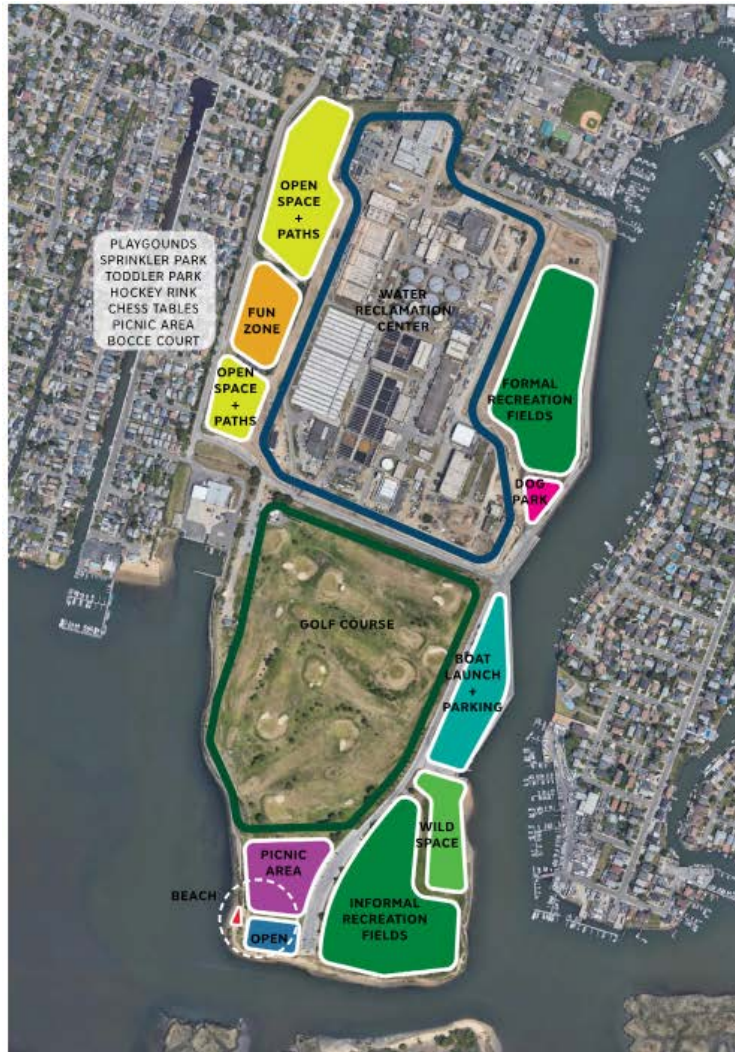 OPEN
SPACE
+
PATHS
PLAYGOUNDS
SPRINKLER PARK
TODDLER PARK
HOCKEY RINK
CHESS TABLES
PICNIC AREA
BOCCE COURT
FUN
ZONE
WATER
RECLAMATION
CENTER
OPEN
SPACE
+
PATHS
FORMAL
RECREATION
FIELDS
DOG
PARK
GOLF COURSE
BOAT
LAUNCH
+
PARKING
WILD
SPACE
PICNIC
AREA
BEACH
INFORMAL
RECREATION
FIELDS
OPEN